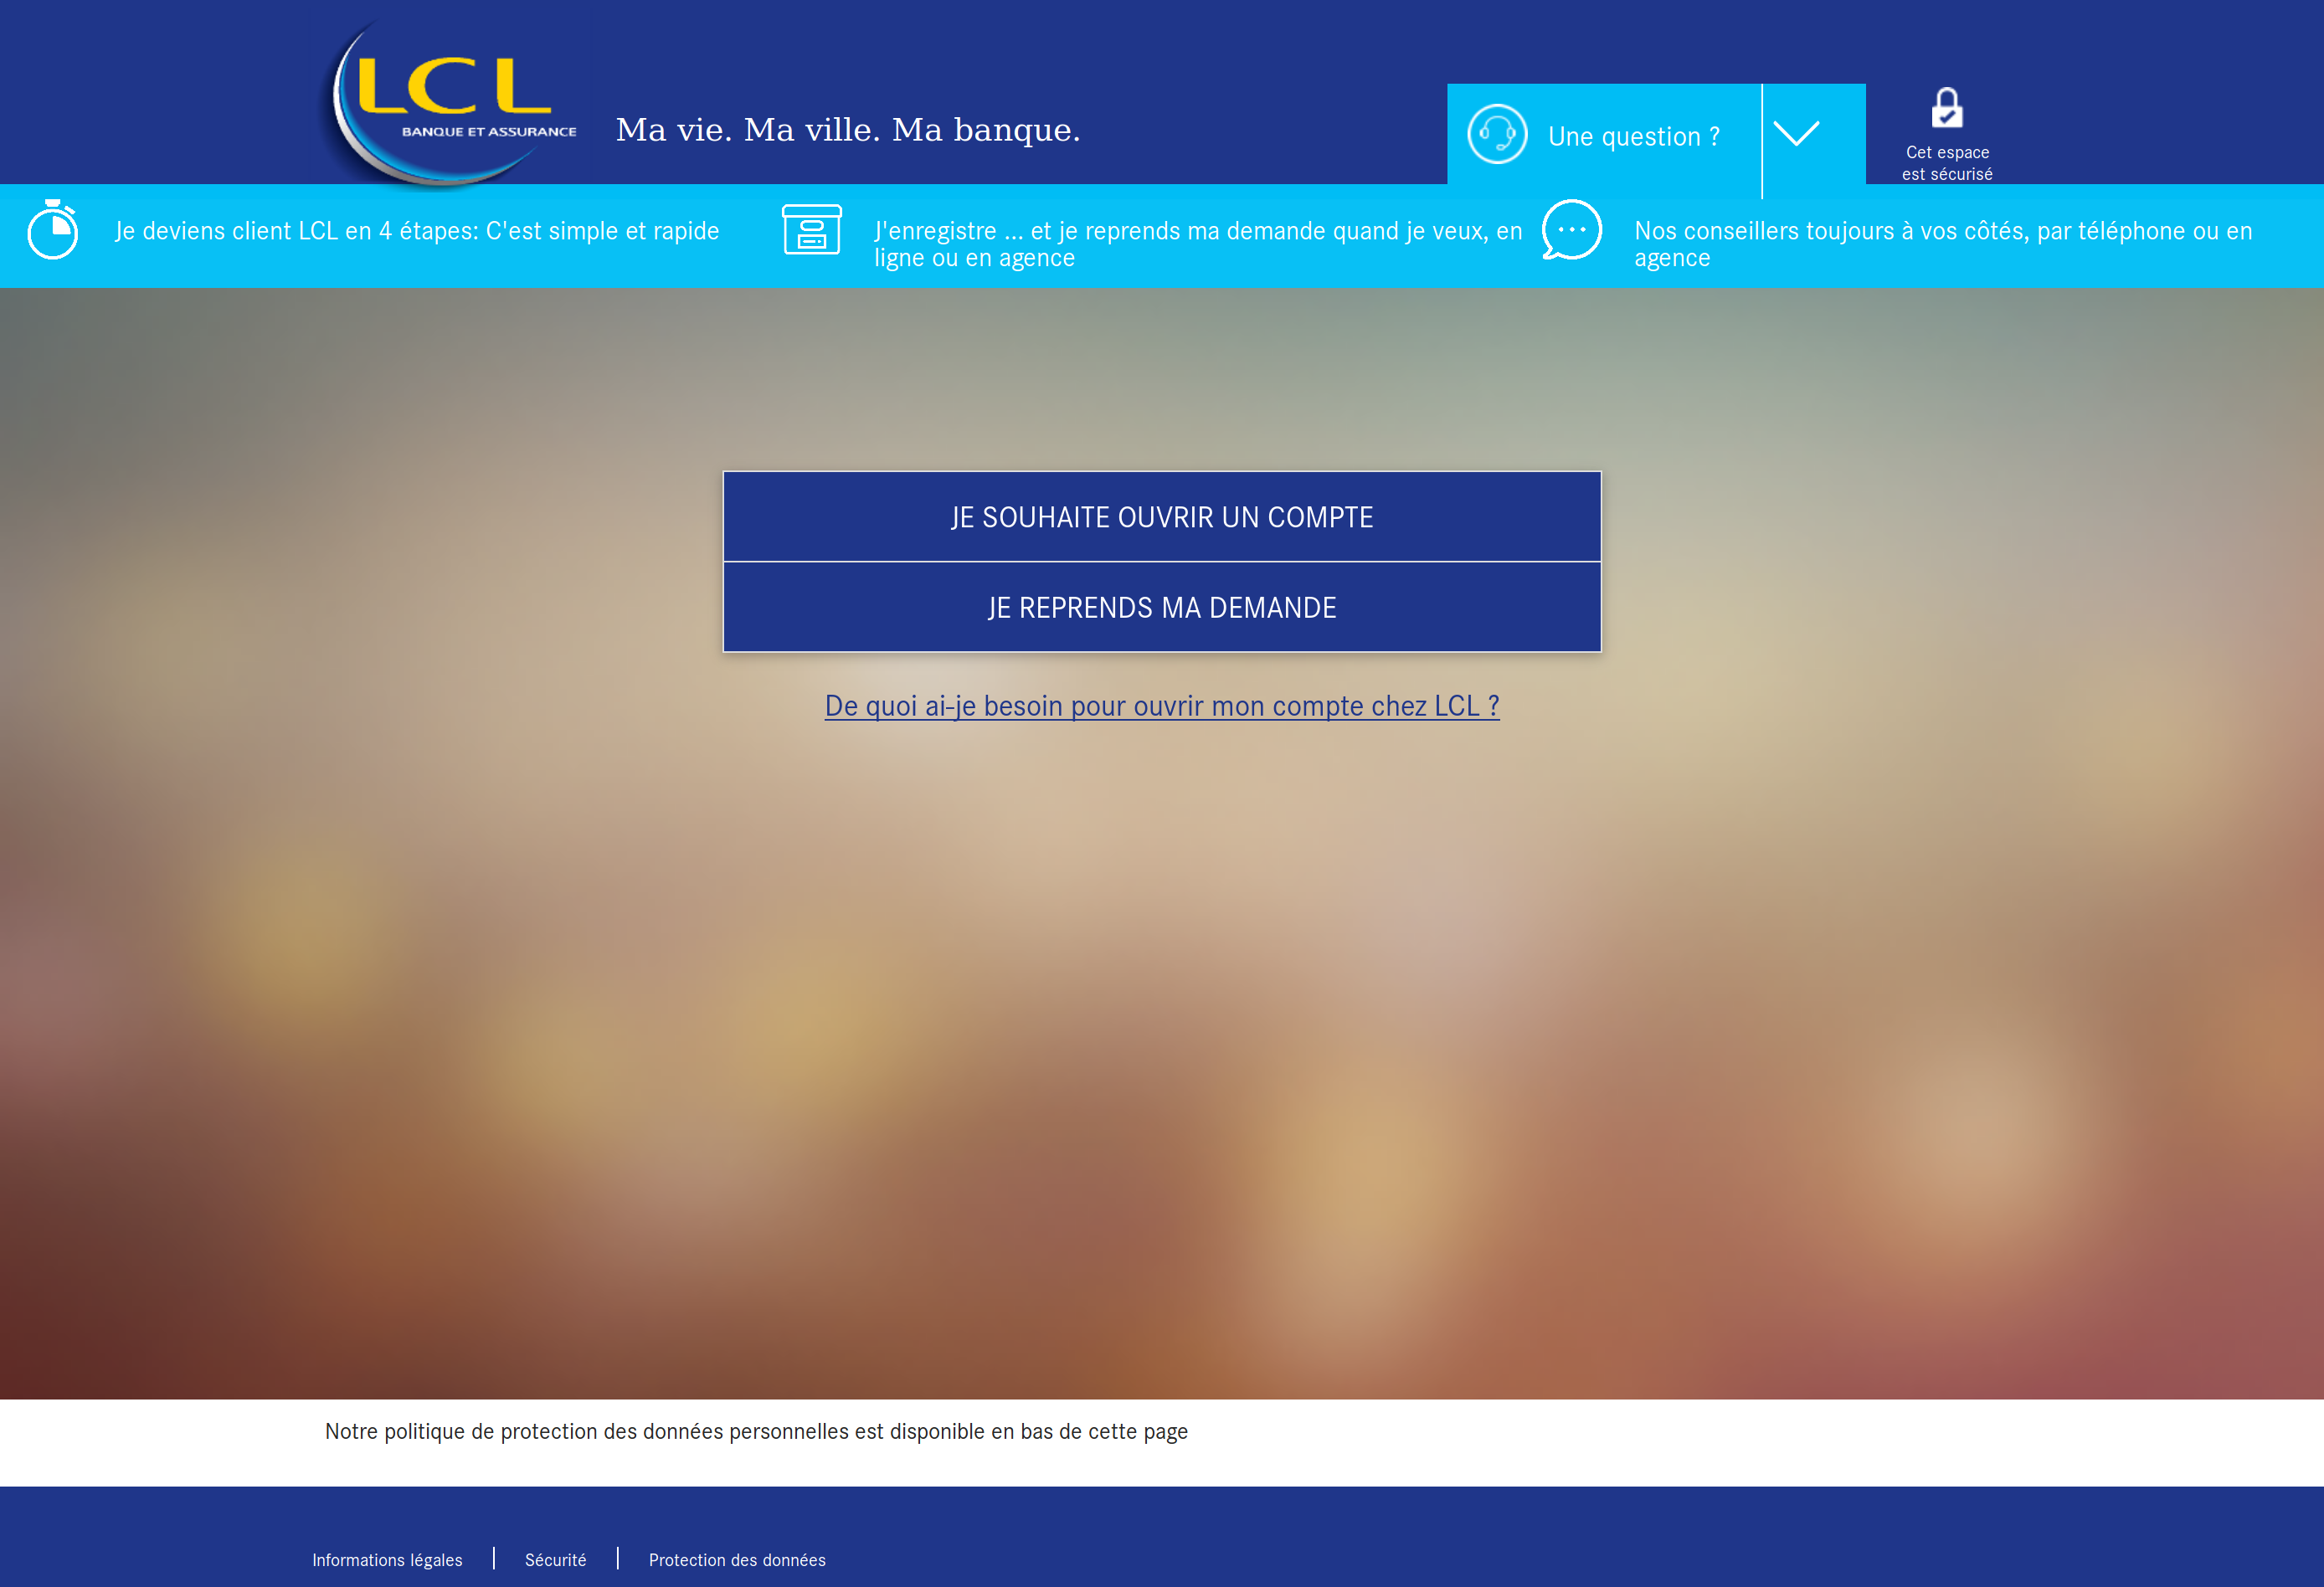 LCL
BANQUE ET ASSURANCE
Ma vie. Ma ville. Ma banque.
Une question ?
Cet espace
est sécurisé
Je deviens client LCL en 4 étapes: C'est simple et rapide
J'enregistre ... et je reprends ma demande quand je veux, en
ligne ou en agence
Nos conseillers toujours à vos côtés, par téléphone ou en
agence
JE SOUHAITE OUVRIR UN COMPTE
JE REPRENDS MA DEMANDE
De quoi ai-je besoin pour ouvrir mon compte chez LCL ?
Notre politique de protection des données personnelles est disponible en bas de cette page
Informations légales
Sécurité
Protection des données